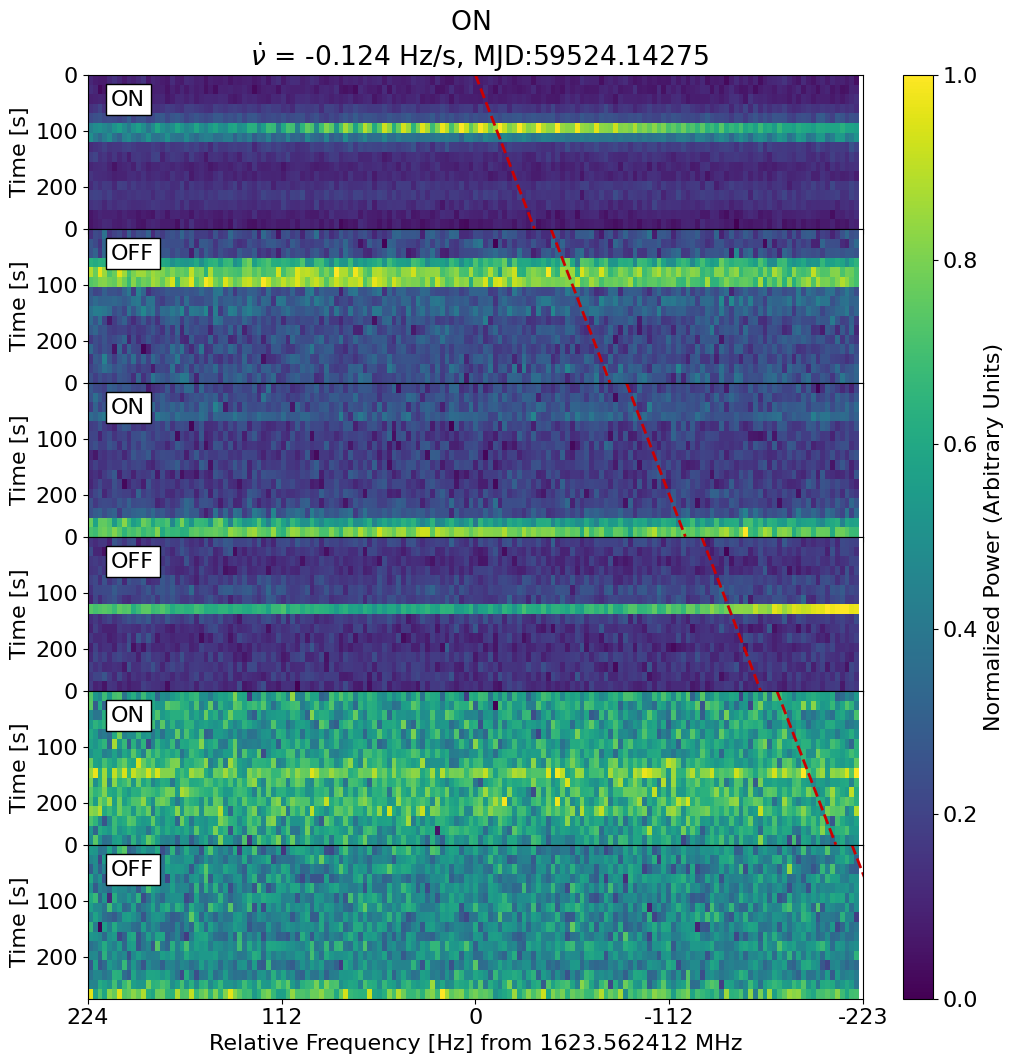 ON
ν̇ = -0.124 Hz/s, MJD:59524.14275
0
ON
100
200
Time [s]
0
OFF
100
200
Time [s]
0
ON
100
200
Time [s]
0
OFF
100
200
Time [s]
0
ON
100
200
Time [s]
0
OFF
100
200
Time [s]
224 112 0 -112 -223
Relative Frequency [Hz] from 1623.562412 MHz
1.0
0.8
0.6
0.4
0.2
0.0
Normalized Power (Arbitrary Units)